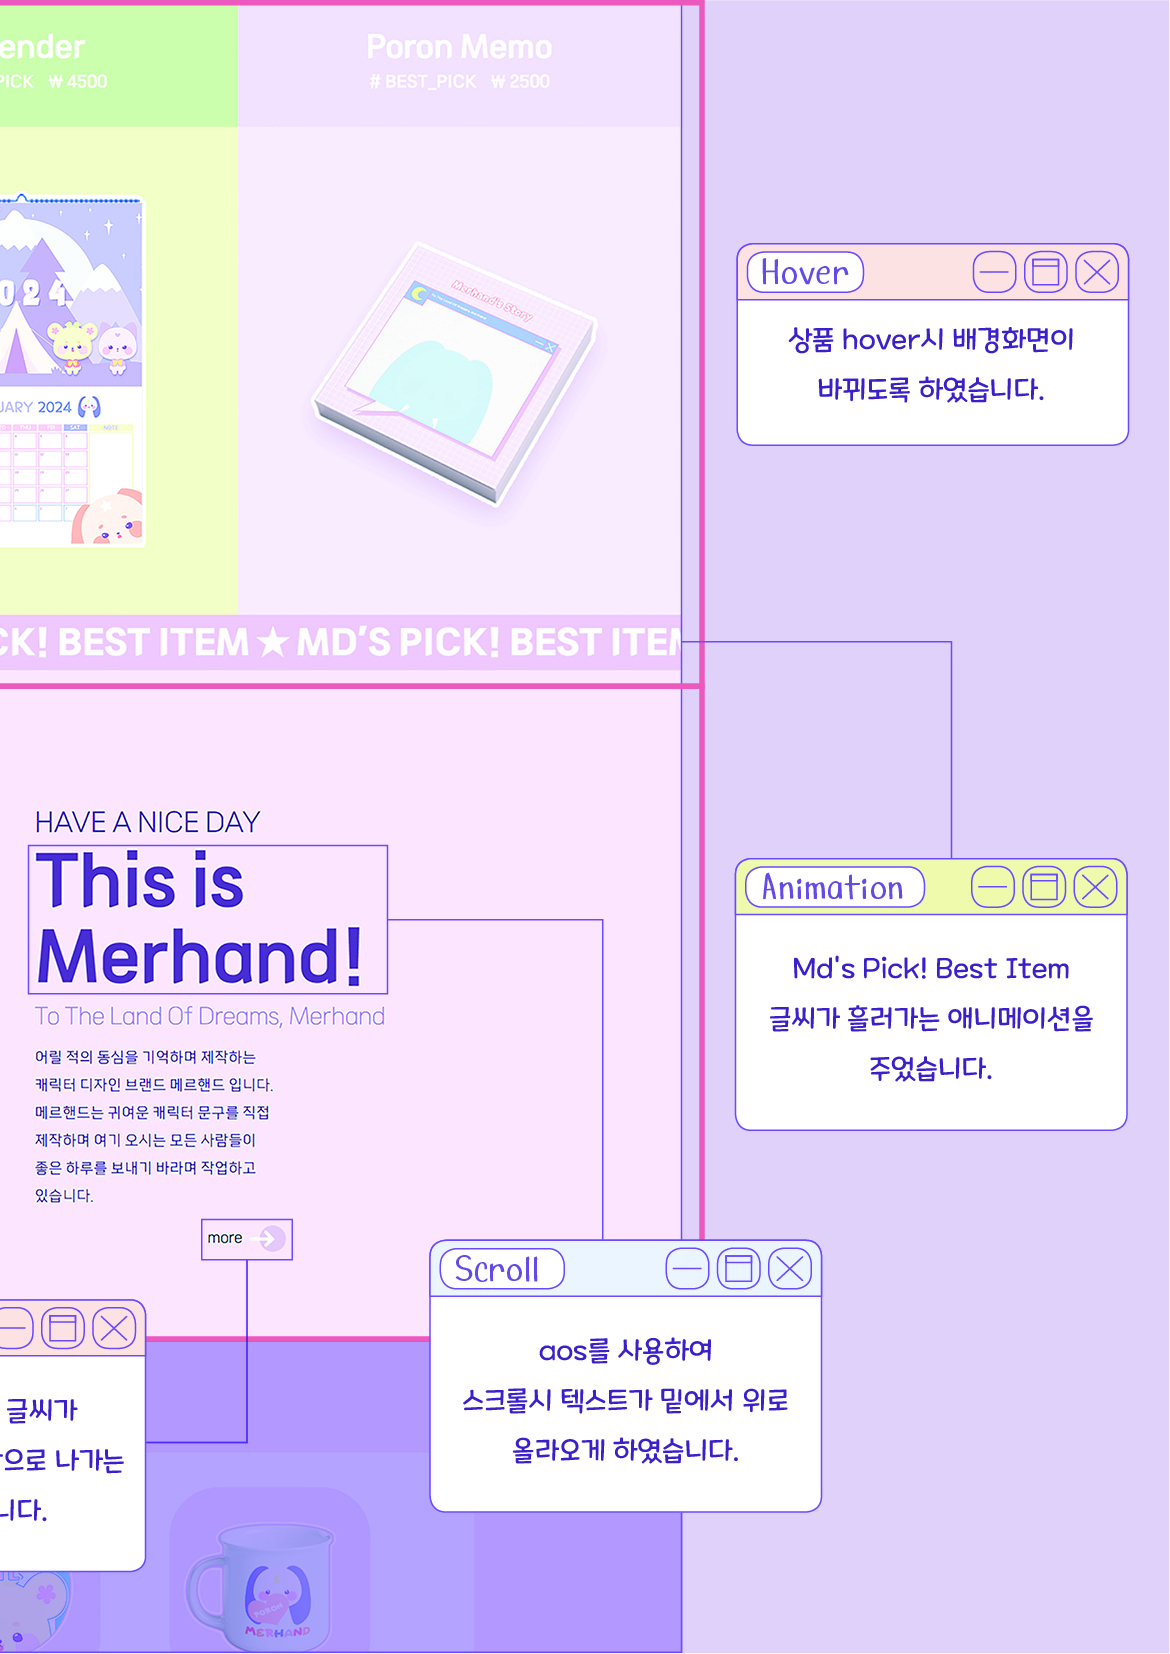 ender
PICK ₩ 4500
Poron Memo
# BEST_PICK ₩ 2500
2024
UARY 2024
THU
FRI
SAT
NOTE
Merhand's Story
Hover
상품 hover시 배경화면이
바뀌도록 하였습니다.
CK! BEST ITEM ★ MD'S PICK! BEST ITEM
HAVE A NICE DAY
This is
Merhand!
To The Land Of Dreams, Merhand
어릴 적의 동심을 기억하며 제작하는
캐릭터 디자인 브랜드 메르핸드 입니다.
메르핸드는 귀여운 캐릭터 문구를 직접
제작하며 여기 오시는 모든 사람들이
좋은 하루를 보내기 바라며 작업하고
있습니다.
more
Animation
Md's Pick! Best Item
글씨가 흘러가는 애니메이션을
주었습니다.
Scroll
aos를 사용하여
스크롤시 텍스트가 밑에서 위로
올라오게 하였습니다.
글씨가
으로 나가는
니다.
PORON
MERHAND